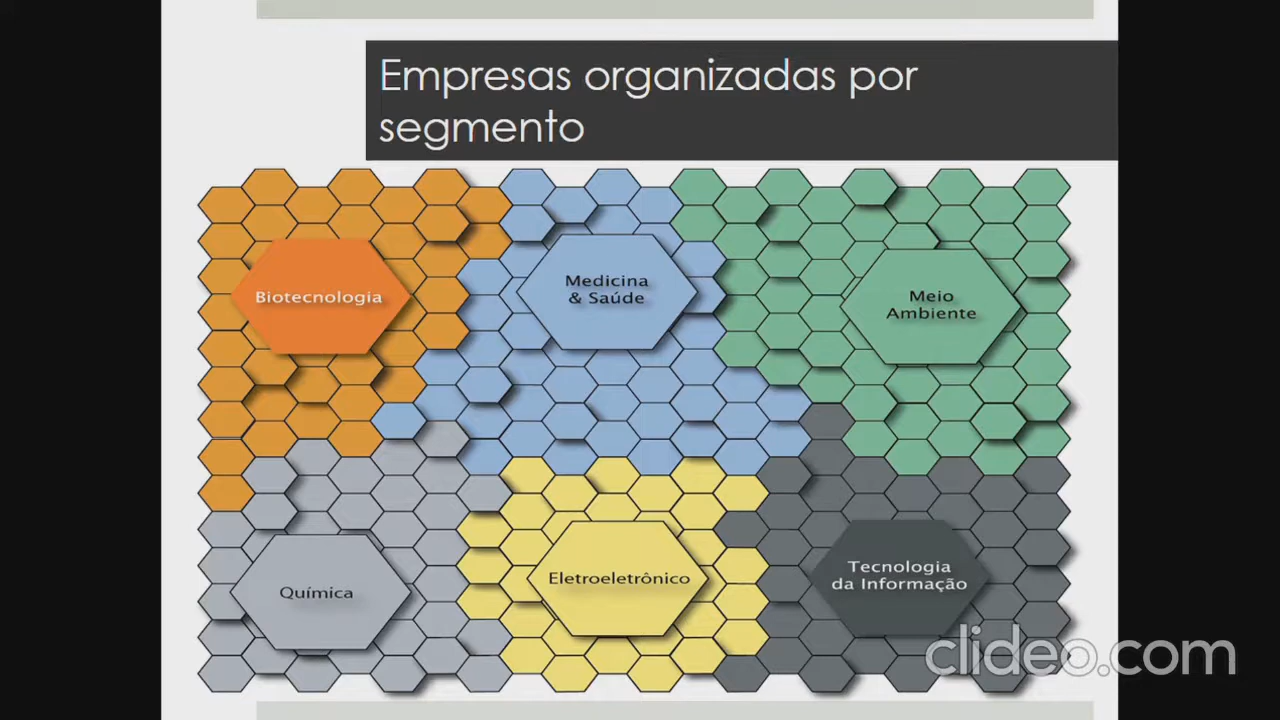 Empresas organizadas por
segmento
Biotecnologia
Medicina
& Saúde
Meio
Ambiente
Química
Eletroeletrônico
Tecnologia
da Informação
clideo.com